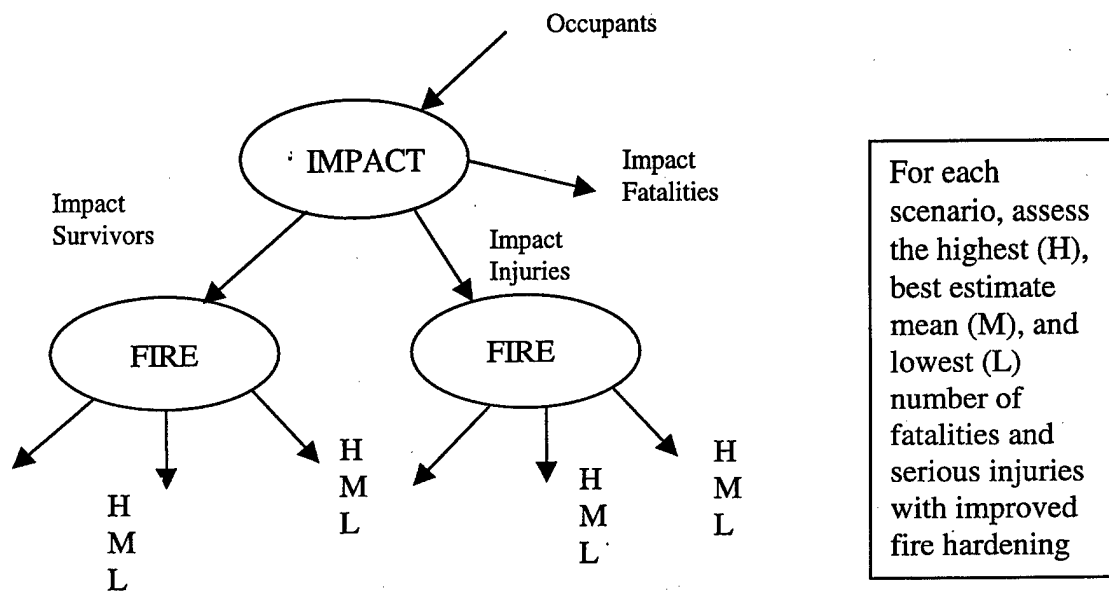 Occupants
IMPACT
Impact
Fatalities
Impact
Survivors
Impact
Injuries
FIRE
FIRE
H
M
L
H
M
L
H
M
L
H
M
L
For each
scenario, assess
the highest (H),
best estimate
mean (M), and
lowest (L)
number of
fatalities and
serious injuries
with improved
fire hardening